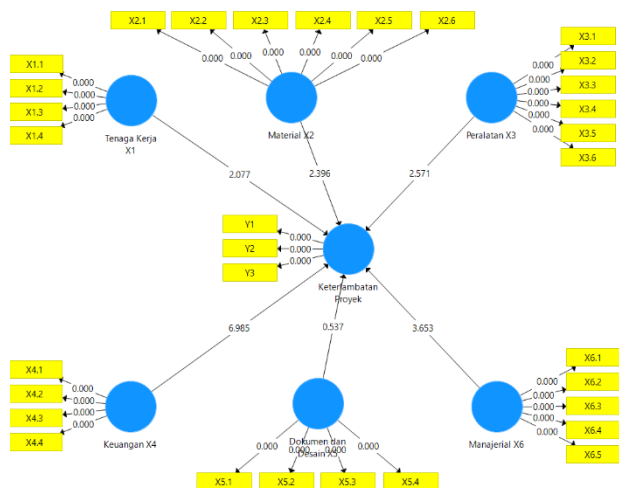 X2.1 X2.2 X2.3 X2.4 X2.5 X2.6
0.000 0.000 0.000 0.000 0.000 0.000
X1.1
X1.2
X1.3
X1.4
0.000
0.000
0.000
0.000
Tenaga Kerja
X1
Material X2
Peralatan X3
X3.1
X3.2
X3.3
X3.4
X3.5
X3.6
0.000
0.000
0.000
0.000
0.000
0.000
2.077
2.396
2.571
Y1
Y2
Y3
0.000
0.000
0.000
Keterlambatan
Proyek
6.985
0.537
3.653
X4.1
X4.2
X4.3
X4.4
0.000
0.000
0.000
0.000
Keuangan X4
Dokumen dan
Desain X5
0.000 0.000 0.000 0.000
X5.1 X5.2 X5.3 X5.4
Manajerial X6
0.000
0.000
0.000
0.000
0.000
X6.1
X6.2
X6.3
X6.4
X6.5